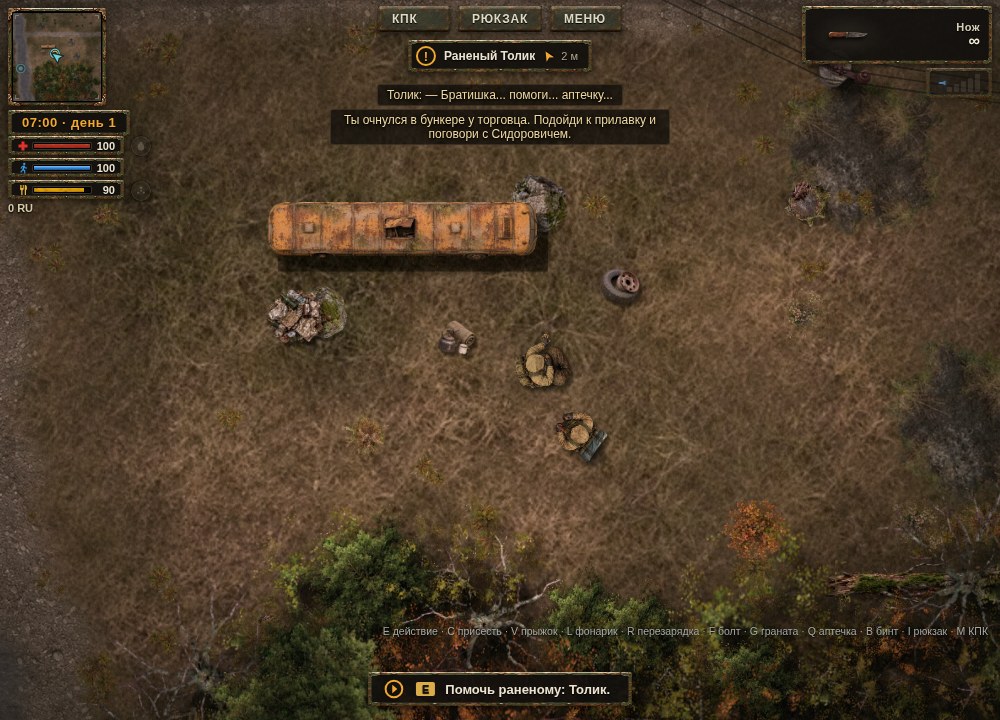 КПК
РЮКЗАК
МЕНЮ
Нож
∞
! Раненый Толик 2 м
Толик: — Братишка... помоги... аптечку...
Ты очнулся в бункере у торговца. Подойди к прилавку и
поговори с Сидоровичем.
07:00 · день 1
100
100
90
0 RU
E действие · C присесть · V прыжок · L фонарик · R перезарядка · F болт · G граната · Q аптечка · B бинт · I рюкзак · M КПК
E Помочь раненому: Толик.